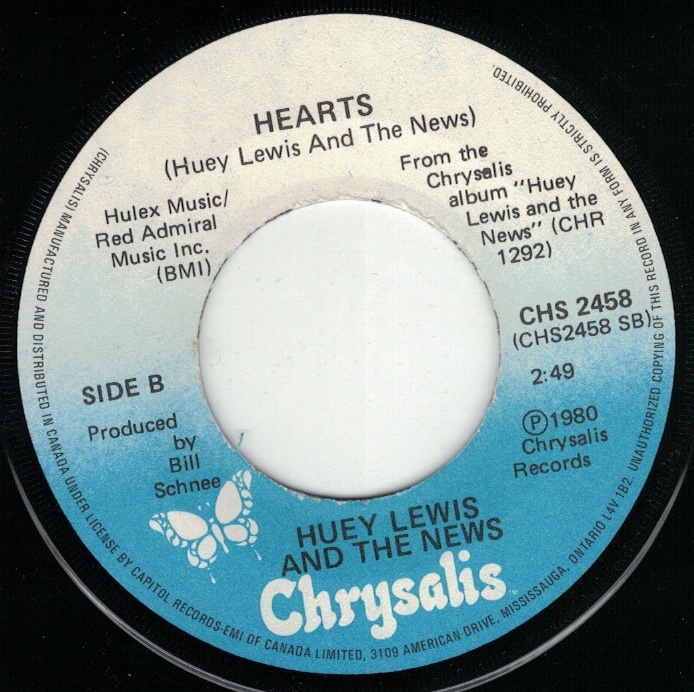 HEARTS
(Huey Lewis And The News)
Hulex Music/
Red Admiral
Music Inc.
(BMI)
From the
Chrysalis
album "Huey
Lewis and the
News" (CHR
1292)
CHS 2458
(CHS2458 SB)
2:49
Ⓟ1980
Chrysalis
Records
SIDE B
Produced
by
Bill
Schnee
HUEY LEWIS
AND THE NEWS
Chrysalis
TM
(CHRYSALIS) MANUFACTURED AND DISTRIBUTED IN CANADA UNDER LICENSE BY CAPITOL RECORDS-EMI OF CANADA LIMITED, 3109 AMERICAN DRIVE, MISSISSAUGA, ONTARIO L4V 1B2. UNAUTHORIZED COPYING OF THIS RECORD IN ANY FORM IS STRICTLY PROHIBITED.